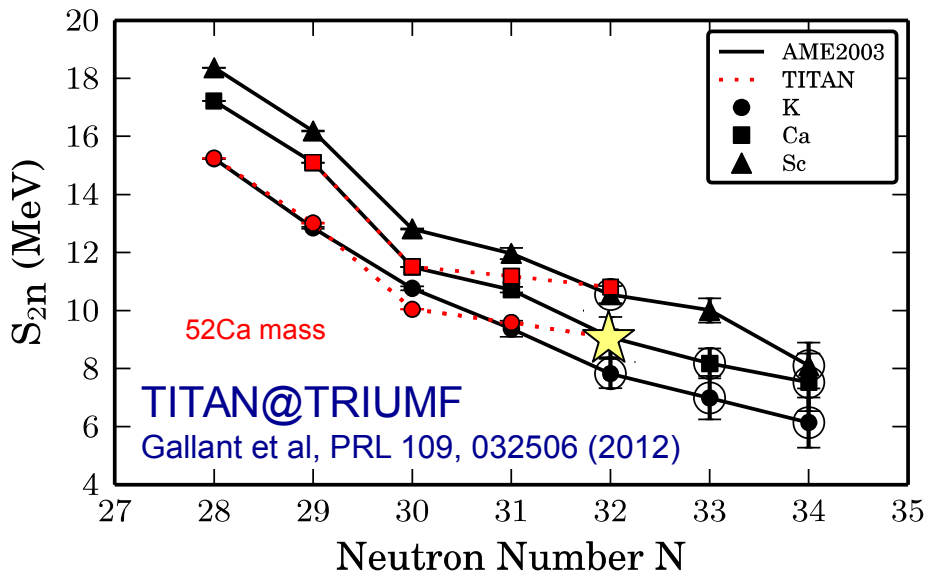 20
18
16
14
12
10
8
6
4
S2n (MeV)
AME2003
TITAN
K
Ca
Sc
52Ca mass
TITAN@TRIUMF
Gallant et al, PRL 109, 032506 (2012)
27 28 29 30 31 32 33 34 35
Neutron Number N